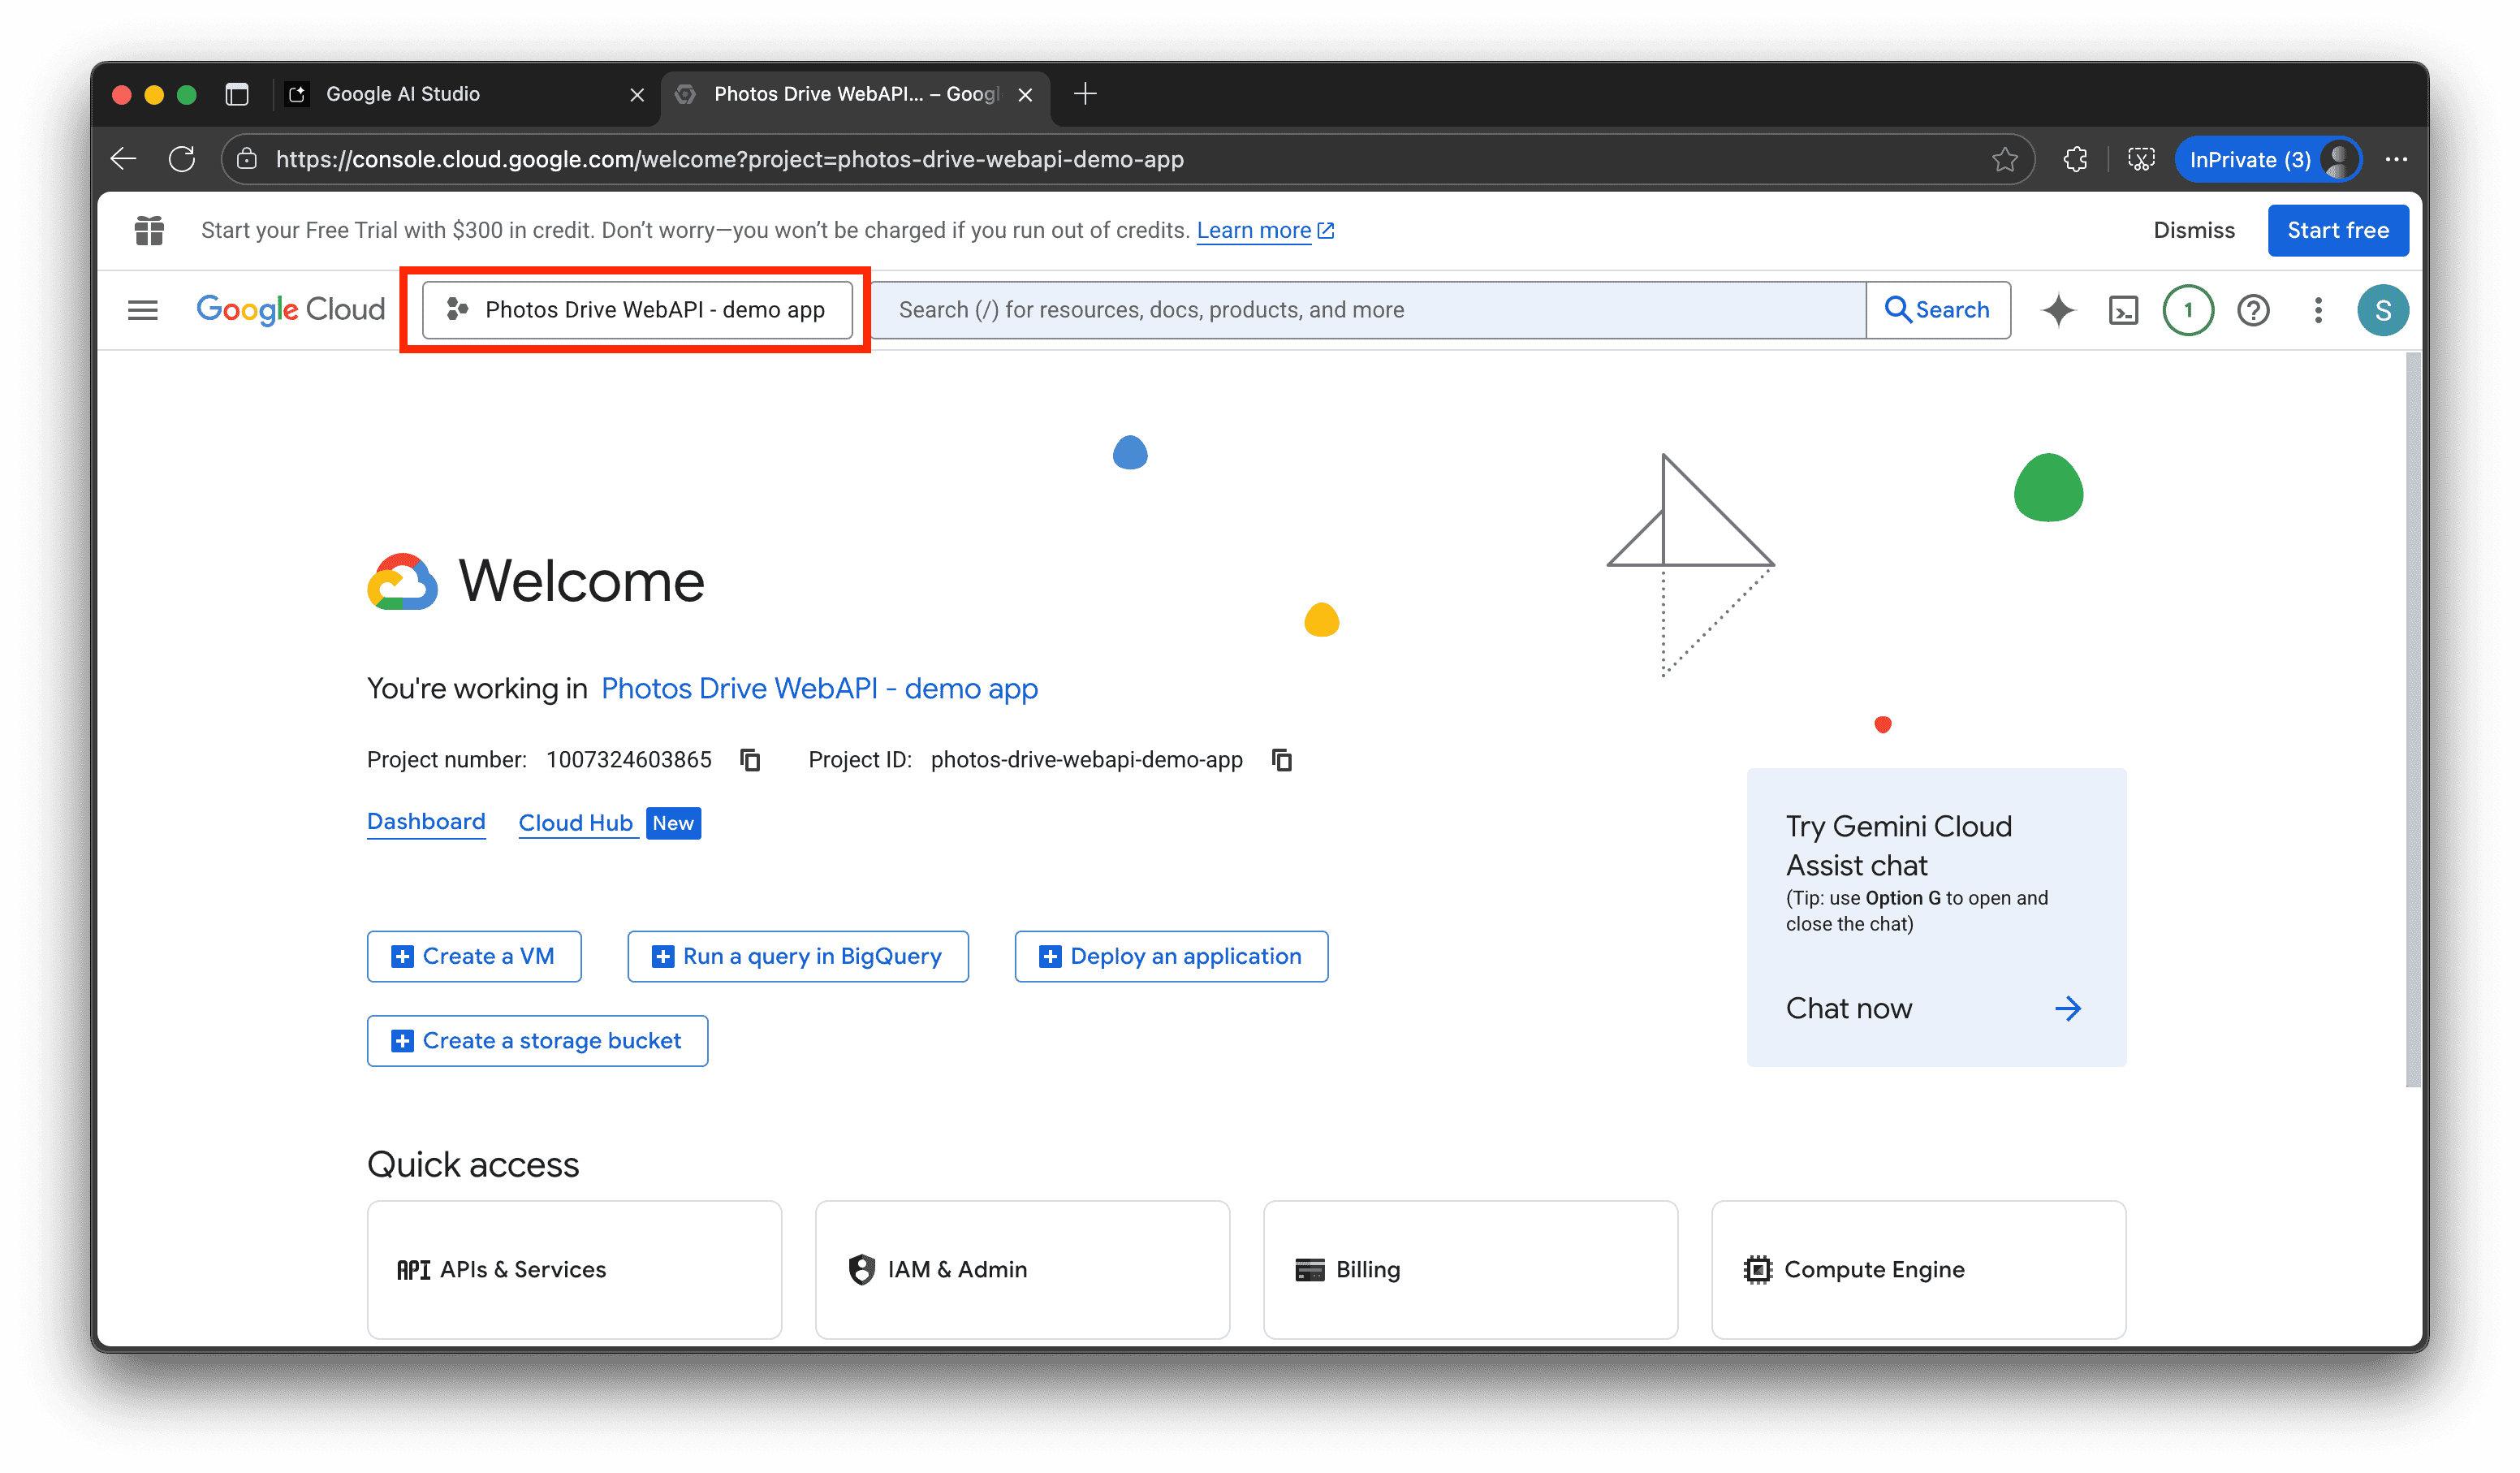 Google AI Studio
Photos Drive WebAPI... – Googl
https://console.cloud.google.com/welcome?project=photos-drive-webapi-demo-app
InPrivate (3)
Start your Free Trial with $300 in credit. Don’t worry—you won’t be charged if you run out of credits. Learn more
Dismiss
Start free
Google Cloud
Photos Drive WebAPI - demo app
Search (/) for resources, docs, products, and more
Search
1
S
Welcome
You're working in Photos Drive WebAPI - demo app
Project number: 1007324603865
Project ID: photos-drive-webapi-demo-app
Dashboard
Cloud Hub New
Try Gemini Cloud
Assist chat
(Tip: use Option G to open and
close the chat)
Chat now
Create a VM
Run a query in BigQuery
Deploy an application
Create a storage bucket
Quick access
API APIs & Services
IAM & Admin
Billing
Compute Engine